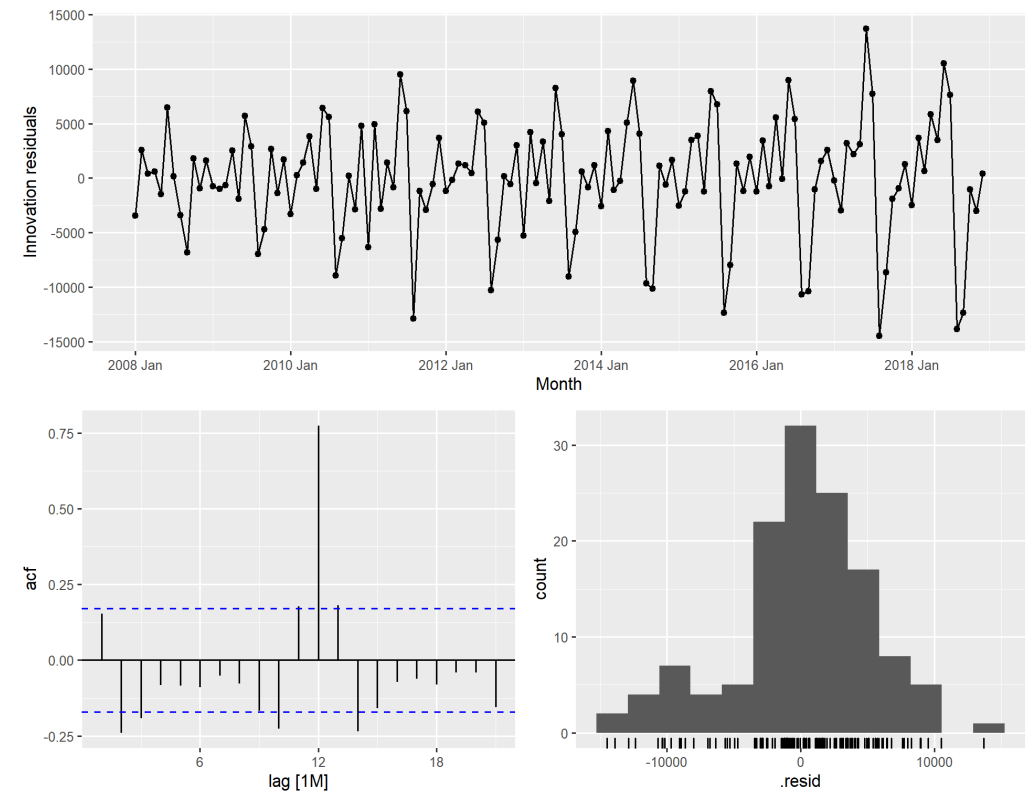 15000
10000
5000
0
-5000
-10000
-15000
Innovation residuals
2008 Jan 2010 Jan 2012 Jan 2014 Jan 2016 Jan 2018 Jan
Month
0.75
0.50
0.25
0.00
-0.25
acf
6 12 18
lag [1M]
30
20
10
0
count
-10000 0 10000
.resid